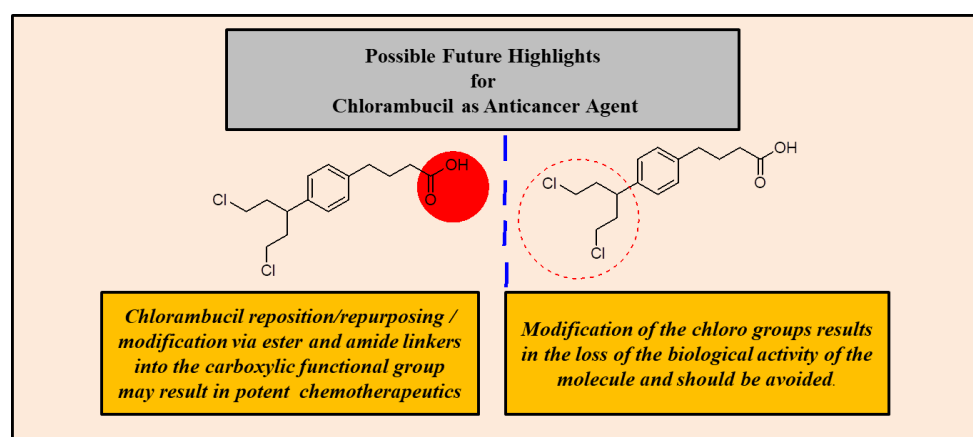 Possible Future Highlights
for
Chlorambucil as Anticancer Agent
OH
O
Cl
Cl
OH
O
Cl
Cl
Chlorambucil reposition/repurposing /
modification via ester and amide linkers
into the carboxylic functional group
may result in potent chemotherapeutics
Modification of the chloro groups results
in the loss of the biological activity of the
molecule and should be avoided.